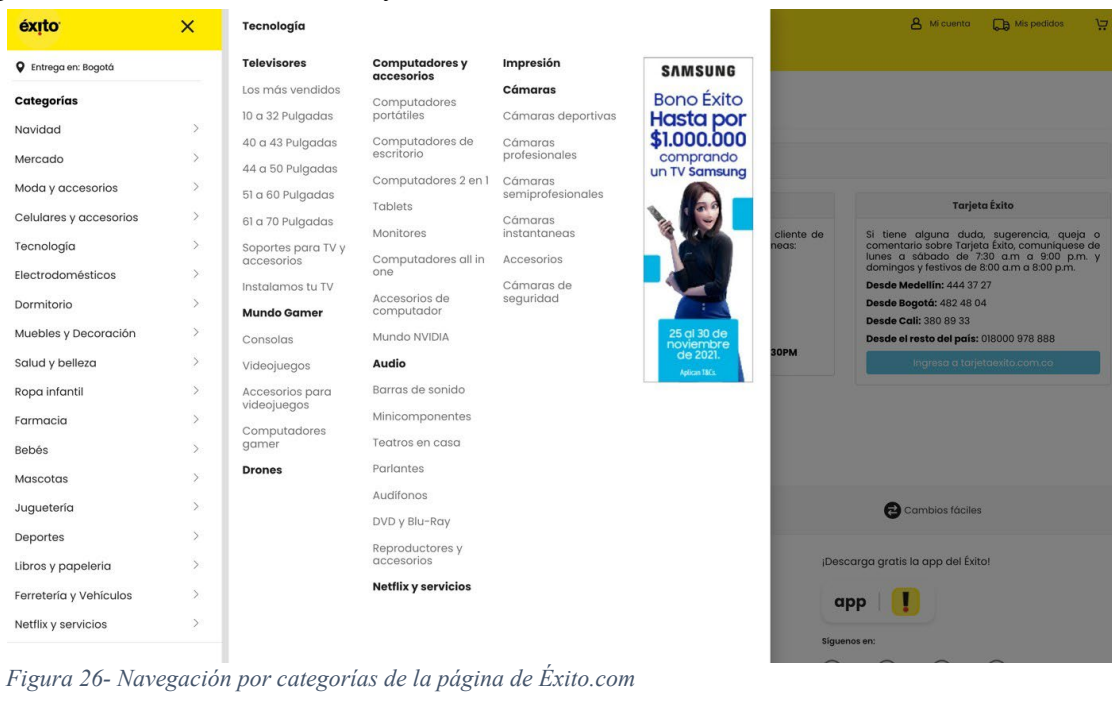 éxito
Entrega en: Bogotá
Categorías
Navidad
Mercado
Moda y accesorios
Celulares y accesorios
Tecnología
Electrodomésticos
Dormitorio
Muebles y Decoración
Salud y belleza
Ropa infantil
Farmacia
Bebés
Mascotas
Juguetería
Deportes
Libros y papeleria
Ferretería y Vehículos
Netflix y servicios
Tecnología
Televisores
Los más vendidos
10 a 32 Pulgadas
40 a 43 Pulgadas
44 a 50 Pulgadas
51 a 60 Pulgadas
61 a 70 Pulgadas
Soportes para TV y
accesorios
Instalamos tu TV
Mundo Gamer
Consolas
Videojuegos
Accesorios para
videojuegos
Computadores
gamer
Drones
Computadores y
accesorios
Computadores
portátiles
Computadores de
escritorio
Computadores 2 en 1
Tablets
Monitores
Computadores all in
one
Accesorios de
computador
Mundo NVIDIA
Audio
Barras de sonido
Minicomponentes
Teatros en casa
Parlantes
Audífonos
DVD y Blu-Ray
Reproductores y
accesorios
Netflix y servicios
Impresión
Cámaras
Cámaras deportivas
Cámaras
profesionales
Cámaras
semiprofesionales
Cámaras
instantaneas
Accesorios
Cámaras de
seguridad
SAMSUNG
Bono Éxito
Hasta por
$1.000.000
comprando
un TV Samsung
25 al 30 de
noviembre
de 2021.
Aplican T&Cs.
Mi cuenta
Mis pedidos
cliente de
neas:
30PM
Tarjeta Éxito
Si tiene alguna duda, sugerencia, queja o
comentario sobre Tarjeta Éxito, comuníquese de
lunes a sábado de 7:30 a.m a 9:00 p.m. y
domingos y festivos de 8:00 a.m a 8:00 p.m.
Desde Medellín: 444 37 27
Desde Bogotá: 482 48 04
Desde Cali: 380 89 33
Desde el resto del país: 018000 978 888
Ingresa a tarjetaexito.com.co
Cambios fáciles
¡Descarga gratis la app del Éxito!
app
Síguenos en:
Figura 26- Navegación por categorías de la página de Éxito.com